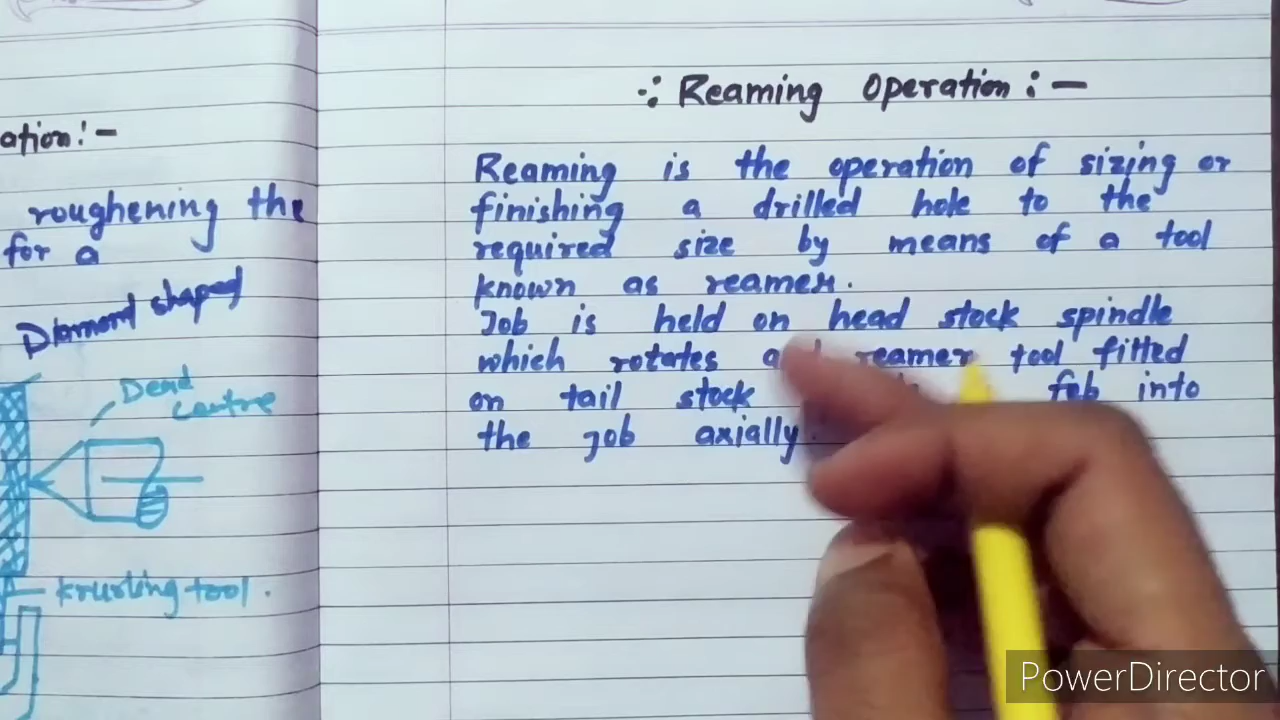 ation:-
roughening the
for a
Diamond shaped
Dead
centre
krurling tool.
∴ Reaming Operation:-
Reaming is the operation of sizing or
finishing a drilled hole to the
required size by means of a tool
known as reamer.
Job is held on head stock spindle
which rotates reamer tool fitted
on tail stock feb into
the job axially.
PowerDirector